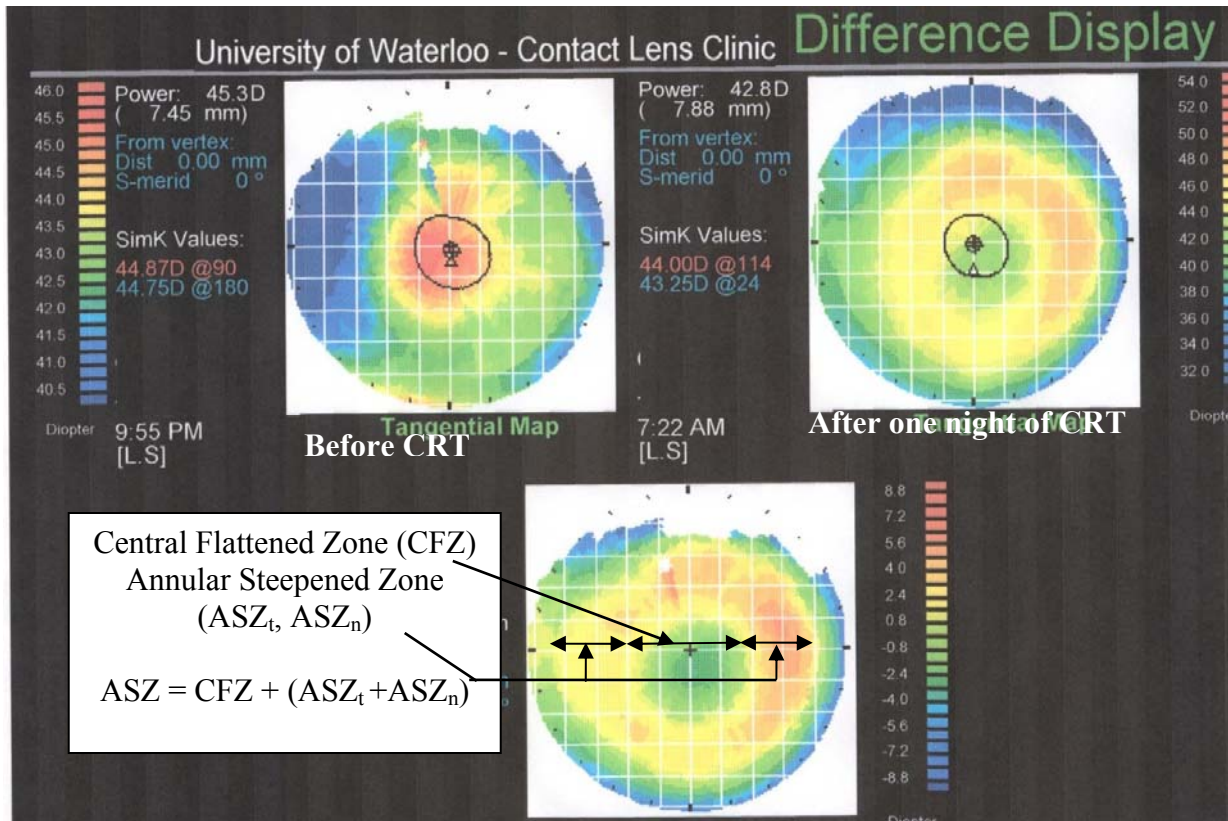 University of Waterloo - Contact Lens Clinic Difference Display
46.0
45.5
45.0
44.5
44.0
43.5
43.0
42.5
42.0
41.5
41.0
40.5
Diopter
Power: 45.3D
( 7.45 mm)
From vertex:
Dist 0.00 mm
S-merid 0 °
SimK Values:
44.87D @90
44.75D @180
9:55 PM
[L.S]
Tangential Map
Before CRT
Power: 42.8D
( 7.88 mm)
From vertex:
Dist 0.00 mm
S-merid 0 °
SimK Values:
44.00D @114
43.25D @24
7:22 AM
[L.S]
After one night of CRT
Tangential Map
54.0
52.0
50.0
48.0
46.0
44.0
42.0
40.0
38.0
36.0
34.0
32.0
Central Flattened Zone (CFZ)
Annular Steepened Zone
(ASZt, ASZn)
ASZ = CFZ + (ASZt +ASZn)
8.8
7.2
5.6
4.0
2.4
0.8
-0.8
-2.4
-4.0
-5.6
-7.2
-8.8
Diopter